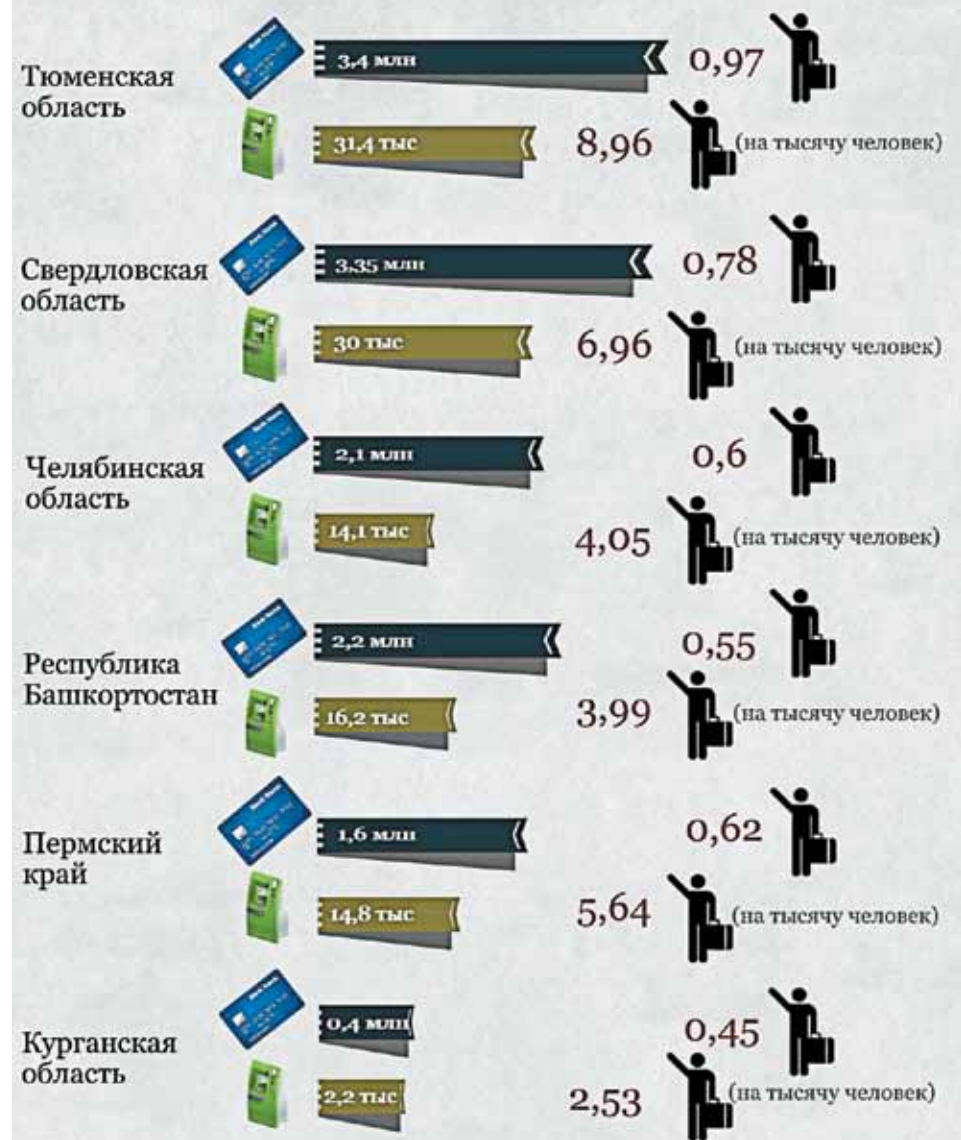 3,4 млн
0,97
Тюменская
область
31,4 тыс
8,96
(на тысячу человек)
3,35 млн
0,78
Свердловская
область
30 тыс
6,96
(на тысячу человек)
2,1 млн
0,6
Челябинская
область
14,1 тыс
4,05
(на тысячу человек)
2,2 млн
0,55
Республика
Башкортостан
16,2 тыс
3,99
(на тысячу человек)
1,6 млн
0,62
Пермский
край
14,8 тыс
5,64
(на тысячу человек)
0,4 млн
0,45
Курганская
область
2,2 тыс
2,53
(на тысячу человек)